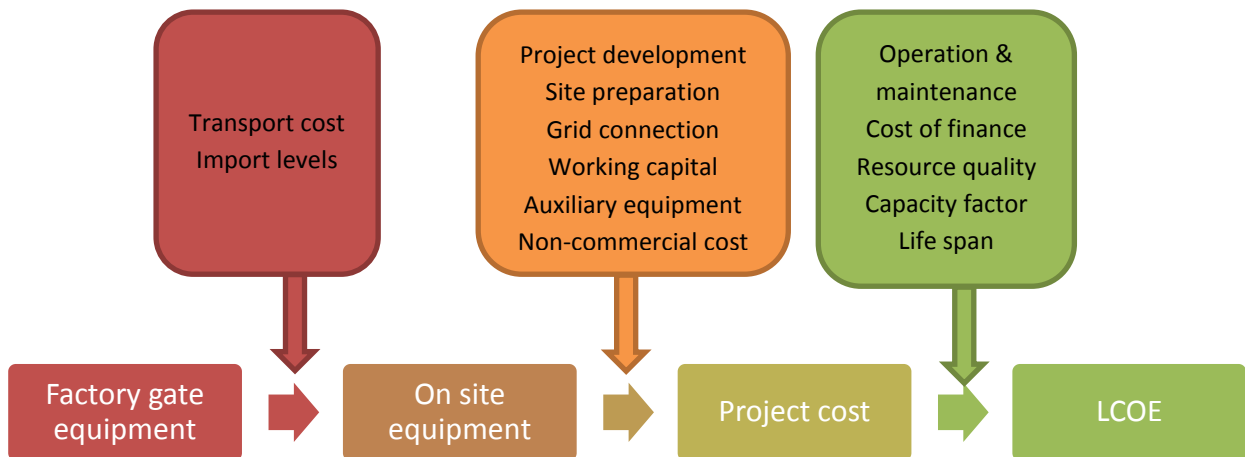 Transport cost
Import levels
Project development
Site preparation
Grid connection
Working capital
Auxiliary equipment
Non-commercial cost
Operation &
maintenance
Cost of finance
Resource quality
Capacity factor
Life span
Factory gate
equipment
On site
equipment
Project cost
LCOE